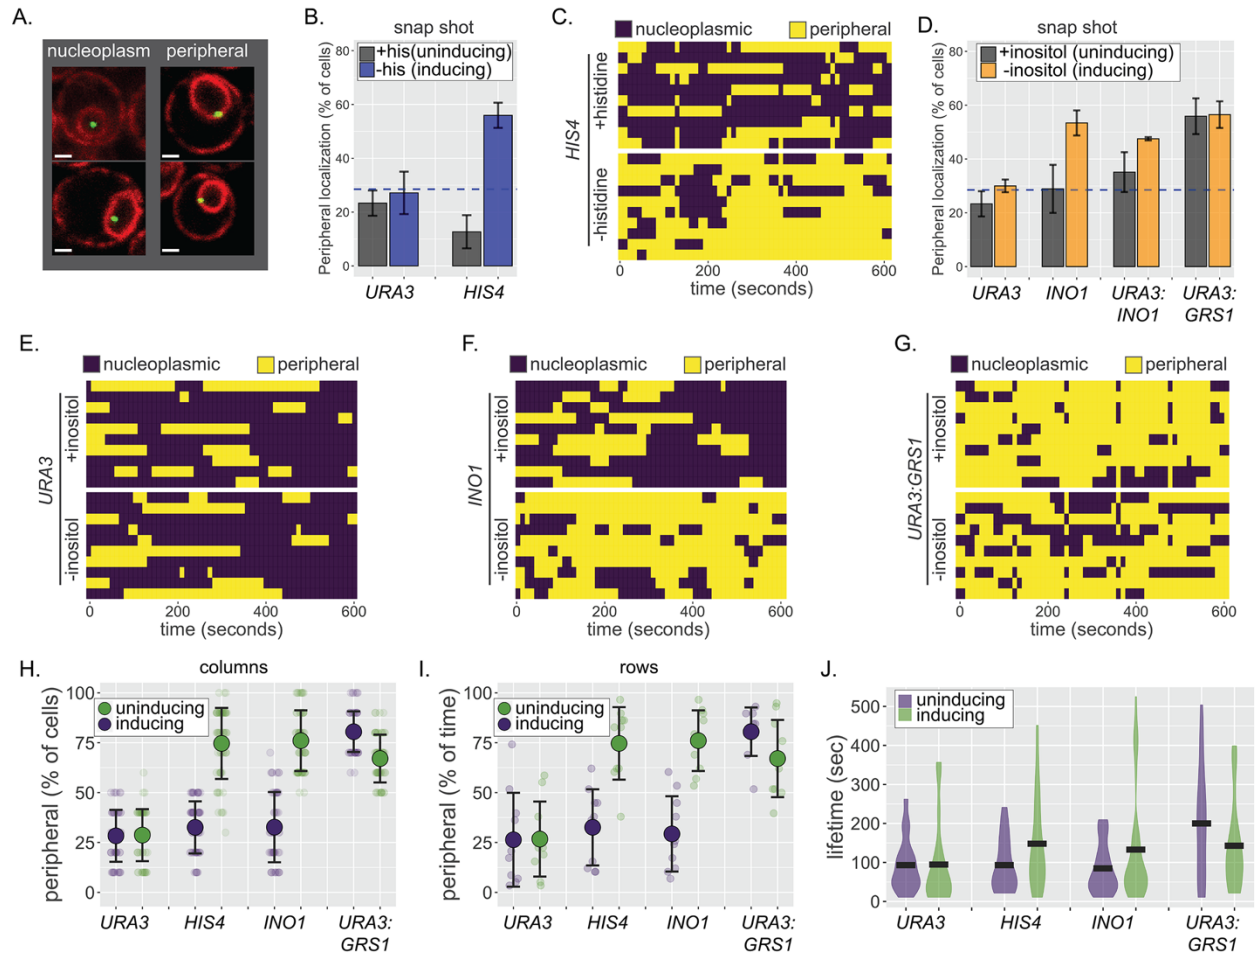 A.
nucleoplasm peripheral
B.
snap shot
+his(uninducing)
-his (inducing)
Peripheral localization (% of cells)
80
60
40
20
0
URA3 HIS4
C.
nucleoplasmic peripheral
HIS4
+histidine
-histidine
0 200 400 600
time (seconds)
D.
snap shot
+inositol (uninducing)
-inositol (inducing)
Peripheral localization (% of cells)
80
60
40
20
0
URA3 INO1 URA3: URA3:
INO1 GRS1
E.
nucleoplasmic peripheral
URA3
+inositol
-inositol
0 200 400 600
time (seconds)
F.
nucleoplasmic peripheral
INO1
+inositol
-inositol
0 200 400 600
time (seconds)
G.
nucleoplasmic peripheral
URA3:GRS1
+inositol
-inositol
0 200 400 600
time (seconds)
H.
columns
uninducing
inducing
peripheral (% of cells)
100
75
50
25
0
URA3 HIS4 INO1 URA3:
GRS1
I.
rows
uninducing
inducing
peripheral (% of time)
100
75
50
25
0
URA3 HIS4 INO1 URA3:
GRS1
J.
uninducing
inducing
lifetime (sec)
500
400
300
200
100
0
URA3 HIS4 INO1 URA3:
GRS1